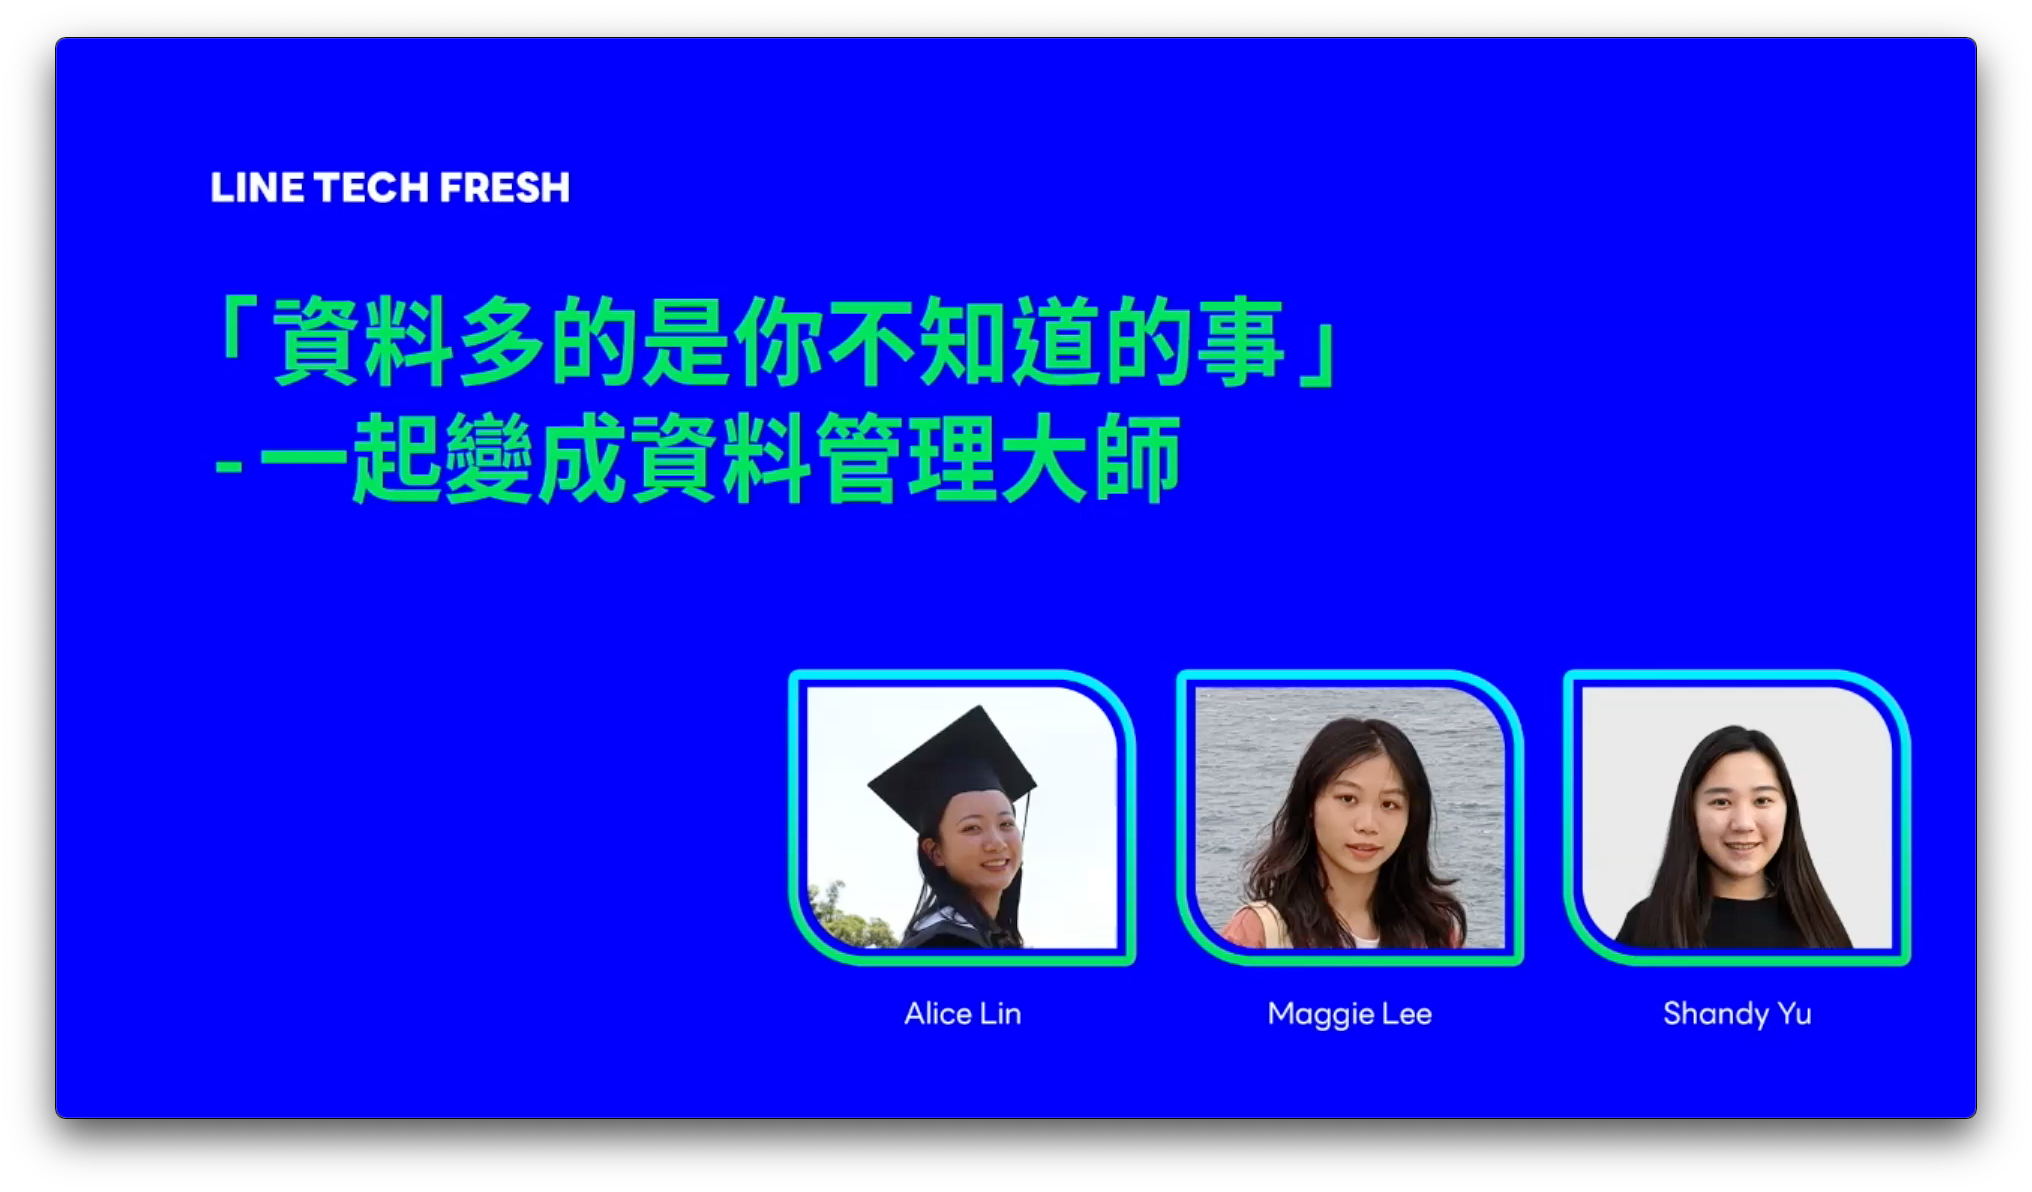 LINE TECH FRESH
「資料多的是你不知道的事」
-一起變成資料管理大師
Alice Lin
Maggie Lee
Shandy Yu